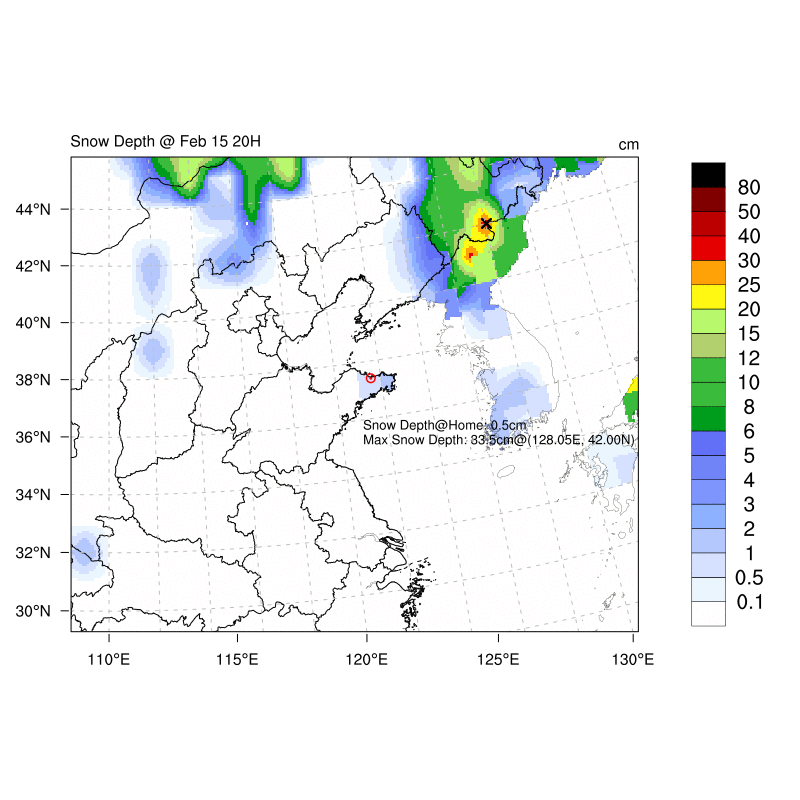 Snow Depth @ Feb 15 20H
cm
44°N
42°N
40°N
38°N
36°N
34°N
32°N
30°N
Snow Depth@Home: 0.5cm
Max Snow Depth: 33.5cm@(128.05E, 42.00N)
110°E
115°E
120°E
125°E
130°E
80
50
40
30
25
20
15
12
10
8
6
5
4
3
2
1
0.5
0.1